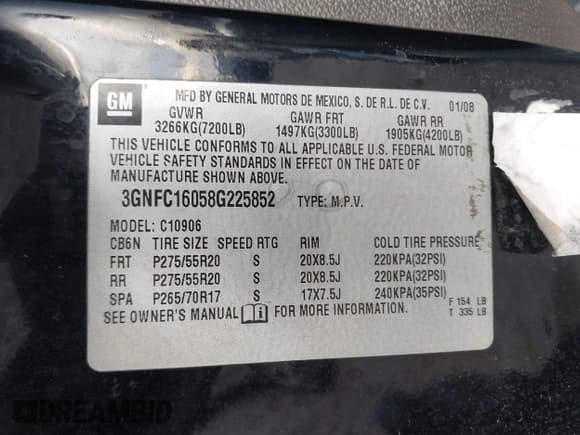 GM
MFD BY GENERAL MOTORS DE MEXICO, S. DE R.L. DE C.V. 01/08
GVWR GAWR FRT GAWR RR
3266KG(7200LB) 1497KG(3300LB) 1905KG(4200LB)
THIS VEHICLE CONFORMS TO ALL APPLICABLE U.S. FEDERAL MOTOR
VEHICLE SAFETY STANDARDS IN EFFECT ON THE DATE OF
MANUFACTURE SHOWN ABOVE.
3GNFC16058G225852 TYPE: M.P.V.
MODEL: C10906
CB6N TIRE SIZE SPEED RTG RIM COLD TIRE PRESSURE
FRT P275/55R20 S 20X8.5J 220KPA(32PSI)
RR P275/55R20 S 20X8.5J 220KPA(32PSI)
SPA P265/70R17 S 17X7.5J 240KPA(35PSI)
SEE OWNER'S MANUAL FOR MORE INFORMATION.
F 154 LB
T 335 LB
DREAMBID